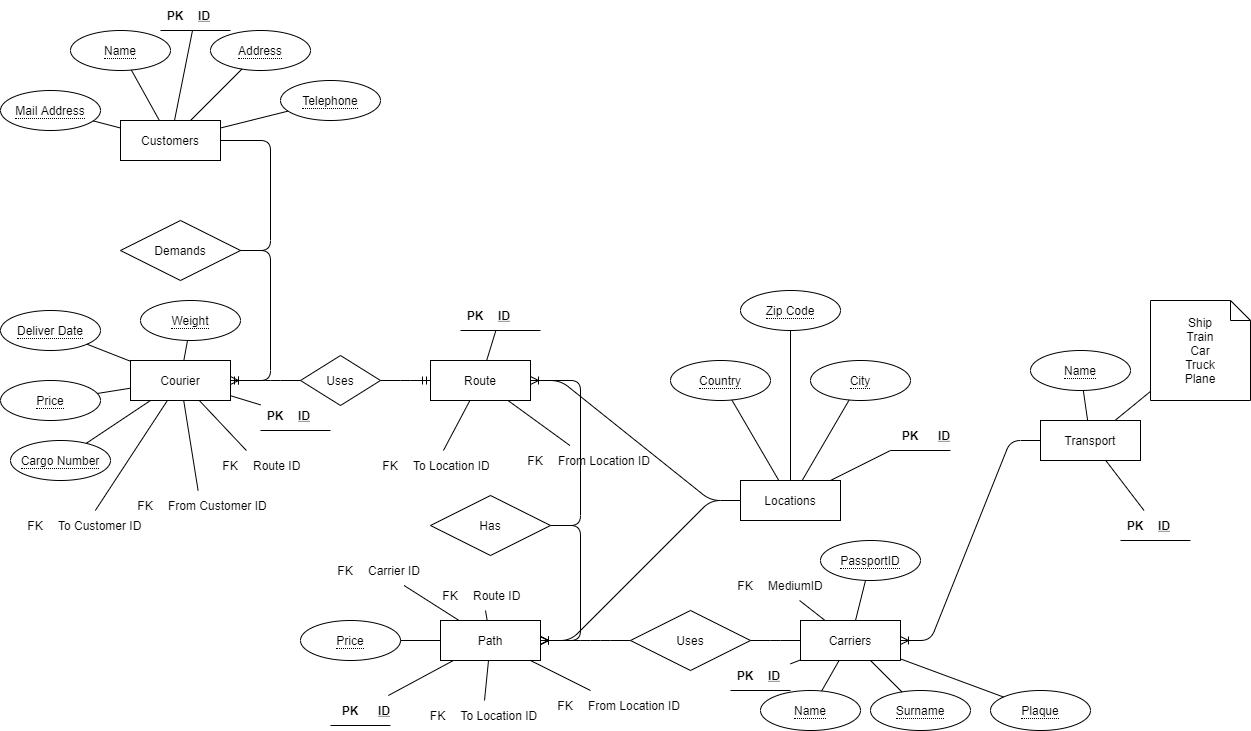 PK ID
Name
Address
Mail Address
Telephone
Customers
Demands
Deliver Date
Weight
Courier
Price
Cargo Number
PK ID
FK Route ID
FK From Customer ID
FK To Customer ID
Uses
PK ID
Route
FK To Location ID
FK From Location ID
Has
Zip Code
Country
City
PK ID
Locations
Ship
Train
Car
Truck
Plane
Name
Transport
PK ID
FK Carrier ID
FK Route ID
Price
Path
PK ID
FK To Location ID
FK From Location ID
Uses
PassportID
FK MediumID
Carriers
PK ID
Name
Surname
Plaque